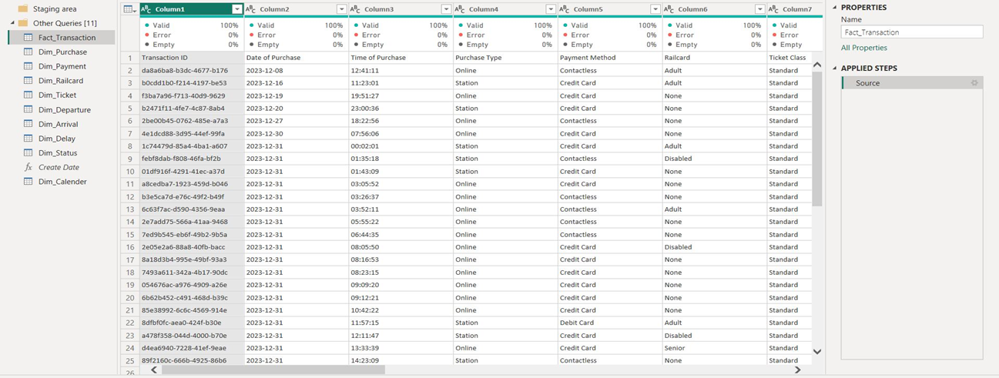 Staging area
Other Queries [11]
Fact_Transaction
Dim_Purchase
Dim_Payment
Dim_Railcard
Dim_Ticket
Dim_Departure
Dim_Arrival
Dim_Delay
Dim_Status
fx Create Date
Dim_Calender
ABC Column1 ABC Column2 ABC Column3 ABC Column4 ABC Column5 ABC Column6 ABC Column7
Valid 100% Valid 100% Valid 100% Valid 100% Valid 100% Valid 100% Valid
Error 0% Error 0% Error 0% Error 0% Error 0% Error 0% Error
Empty 0% Empty 0% Empty 0% Empty 0% Empty 0% Empty 0% Empty
1 Transaction ID Date of Purchase Time of Purchase Purchase Type Payment Method Railcard Ticket Class
2 da8a6ba8-b3dc-4677-b176 2023-12-08 12:41:11 Online Contactless Adult Standard
3 b0cdd1b0-f214-4197-be53 2023-12-16 11:23:01 Station Credit Card Adult Standard
4 f3ba7a96-f713-40d9-9629 2023-12-19 19:51:27 Online Credit Card None Standard
5 b2471f11-4fe7-4c87-8ab4 2023-12-20 23:00:36 Station Credit Card None Standard
6 2be00b45-0762-485e-a7a3 2023-12-27 18:22:56 Online Contactless None Standard
7 4e1dcd88-3d95-44ef-99fa 2023-12-30 07:56:06 Online Credit Card None Standard
8 1c74479d-85a4-4ba1-a607 2023-12-31 00:02:01 Station Credit Card Adult Standard
9 febf8dab-f808-46fa-bf2b 2023-12-31 01:35:18 Station Contactless Disabled Standard
10 01df916f-4291-41ec-a37d 2023-12-31 01:43:09 Station Credit Card None Standard
11 a8cedba7-1923-459d-b046 2023-12-31 03:05:52 Online Credit Card None Standard
12 b3e5ca7d-e76c-49f2-b49f 2023-12-31 03:26:37 Online Contactless None Standard
13 6c63f7ac-d590-4356-9eaa 2023-12-31 03:52:11 Online Contactless Adult Standard
14 2e7add75-566a-41aa-9468 2023-12-31 05:55:22 Online Contactless None Standard
15 7ed9b545-eb6f-49b2-9b5a 2023-12-31 06:44:35 Online Contactless None Standard
16 2e05e2a6-88a8-40fb-bacc 2023-12-31 08:05:50 Online Credit Card Disabled Standard
17 8a18d3b4-995e-49bf-93a3 2023-12-31 08:16:53 Online Credit Card None Standard
18 7493a611-342a-4b17-90dc 2023-12-31 08:23:15 Online Credit Card None Standard
19 054676ac-a976-4909-a26e 2023-12-31 09:09:20 Online Credit Card None Standard
20 6b62b452-c491-468d-b39c 2023-12-31 09:12:21 Online Credit Card None Standard
21 85e38992-6c6c-4569-914e 2023-12-31 10:42:22 Online Credit Card None Standard
22 8dfbf0fc-aea0-424f-b30e 2023-12-31 11:57:15 Station Debit Card Adult Standard
23 a478f358-044d-4000-b70e 2023-12-31 12:11:47 Station Credit Card Disabled Standard
24 d4ea6940-7228-41ef-9eae 2023-12-31 13:33:39 Online Credit Card Senior Standard
25 89f2160c-666b-4925-86b6 2023-12-31 14:23:09 Station Contactless None Standard
26
PROPERTIES
Name
Fact_Transaction
All Properties
APPLIED STEPS
Source